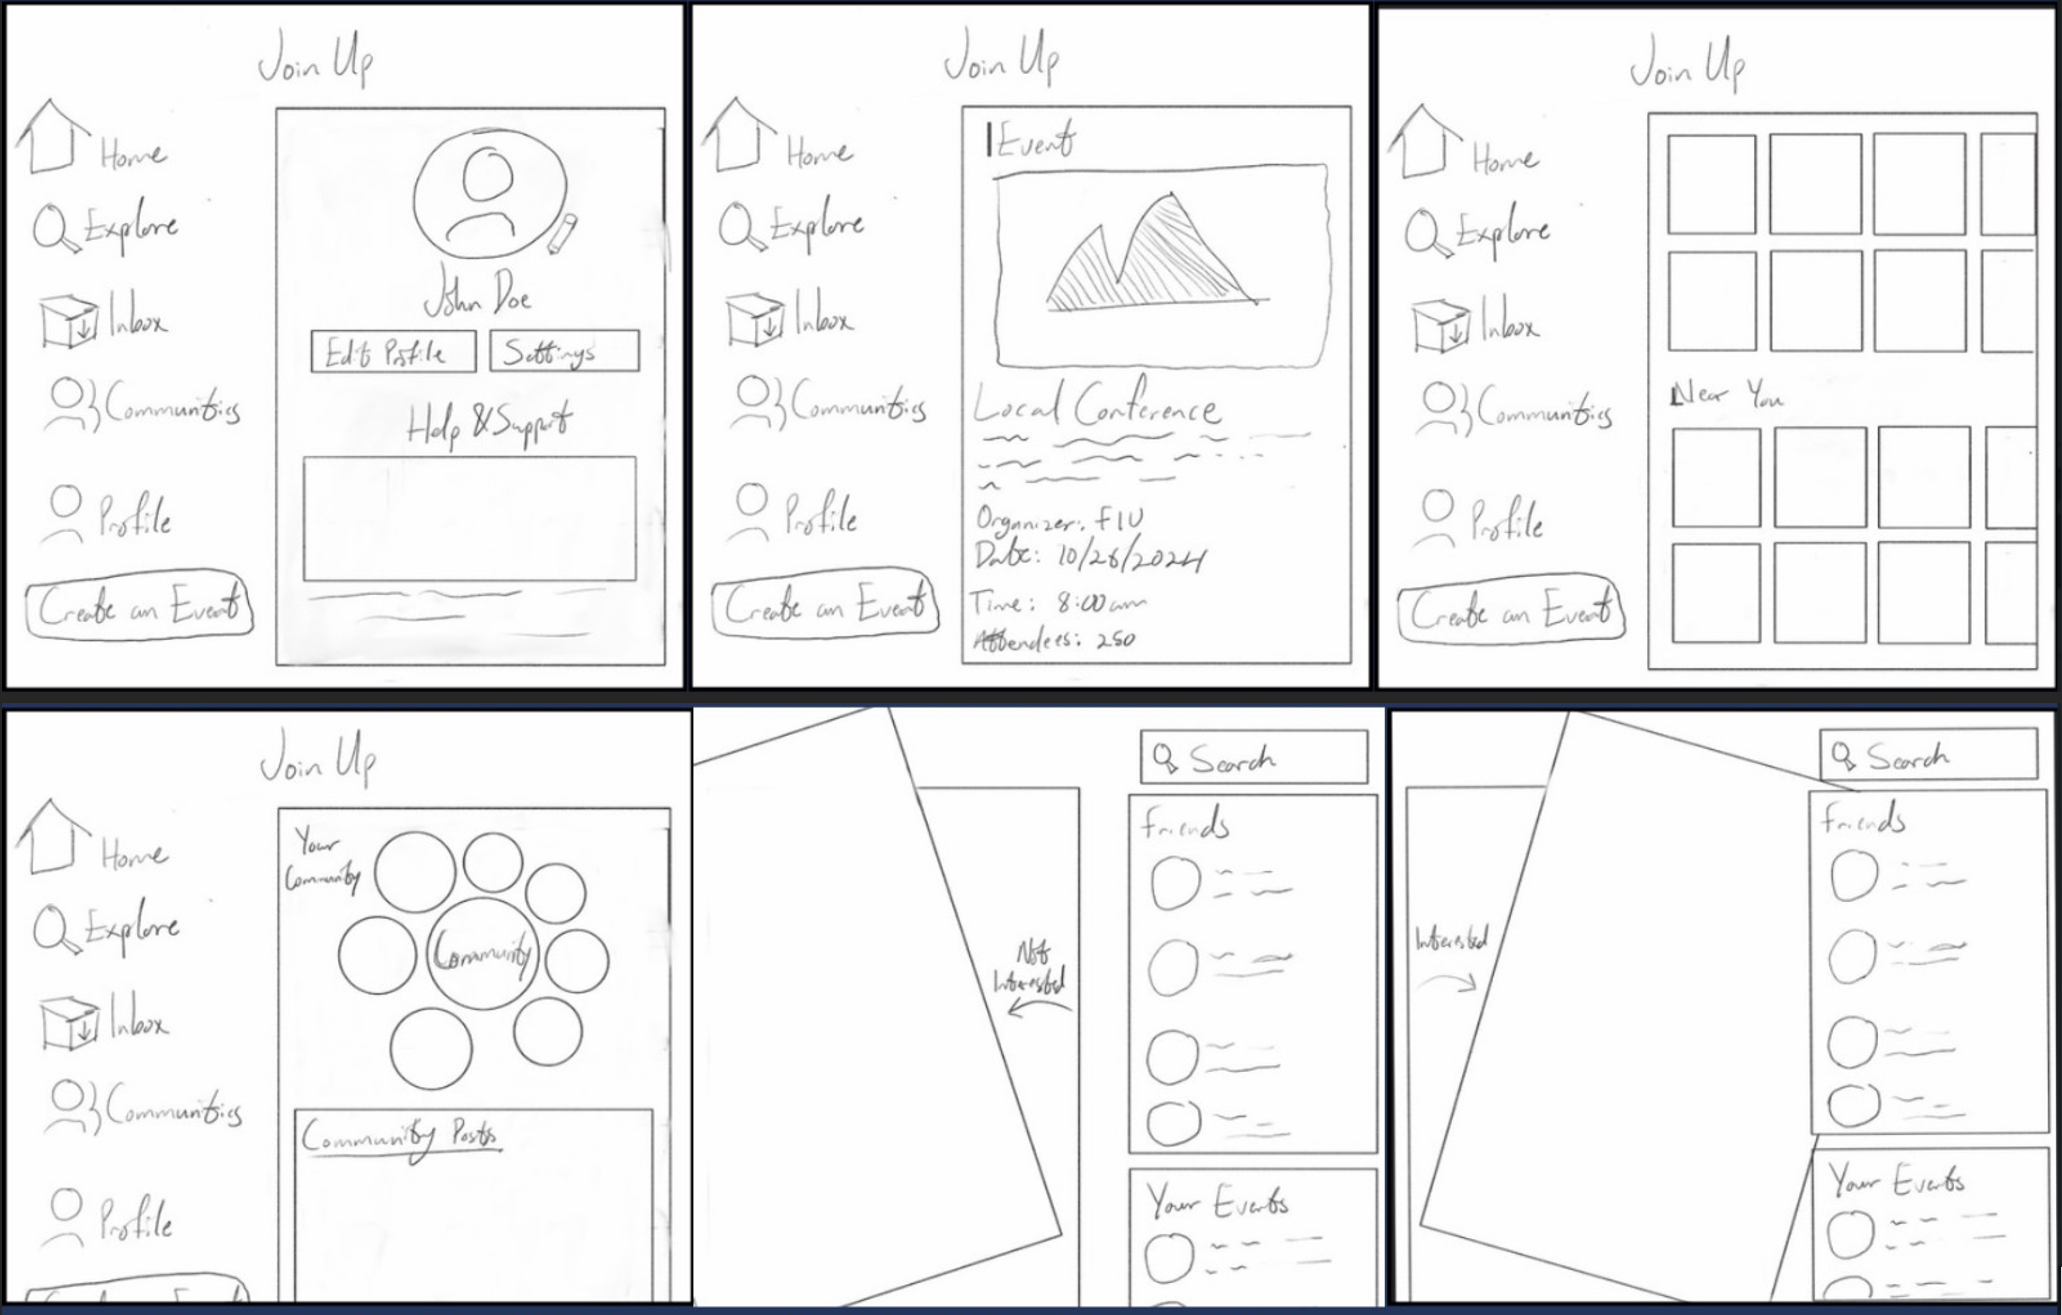 Join Up
Home
Explore
Inbox
Communities
Profile
Create an Event
John Doe
Edit Profile
Settings
Help & Support
Join Up
Home
Explore
Inbox
Communities
Profile
Create an Event
Event
Local Conference
Organizer: FIU
Date: 10/26/2024
Time: 8:00 am
Attendees: 250
Join Up
Home
Explore
Inbox
Communities
Profile
Create an Event
Near You
Join Up
Home
Explore
Inbox
Communities
Profile
Your
Community
Community
Community Posts
Not
Interested
Search
Friends
Your Events
Interested
Search
Friends
Your Events